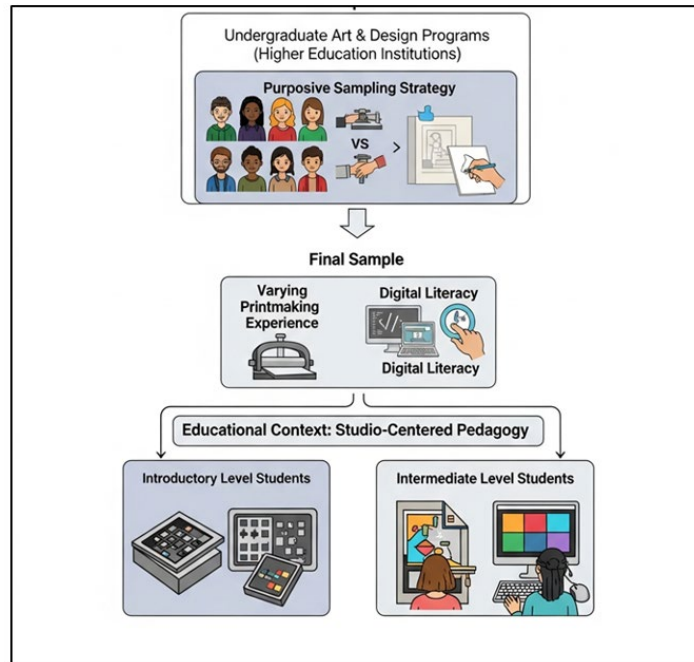 Undergraduate Art & Design Programs
(Higher Education Institutions)
Purposive Sampling Strategy
VS
>
Final Sample
Varying
Printmaking
Experience
Digital Literacy
Digital Literacy
Educational Context: Studio-Centered Pedagogy
Introductory Level Students
Intermediate Level Students